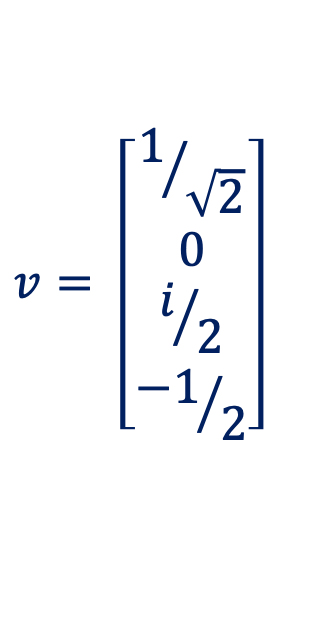 v = [ 1/√2
0
i/2
−1/2 ]